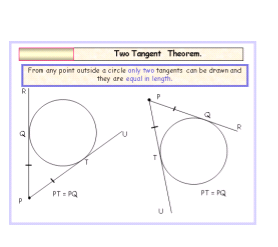 Two Tangent Theorem.
From any point outside a circle only two tangents can be drawn and
they are equal in length.
R
Q
T
U
P
PT = PQ
P
Q
R
T
U
PT = PQ